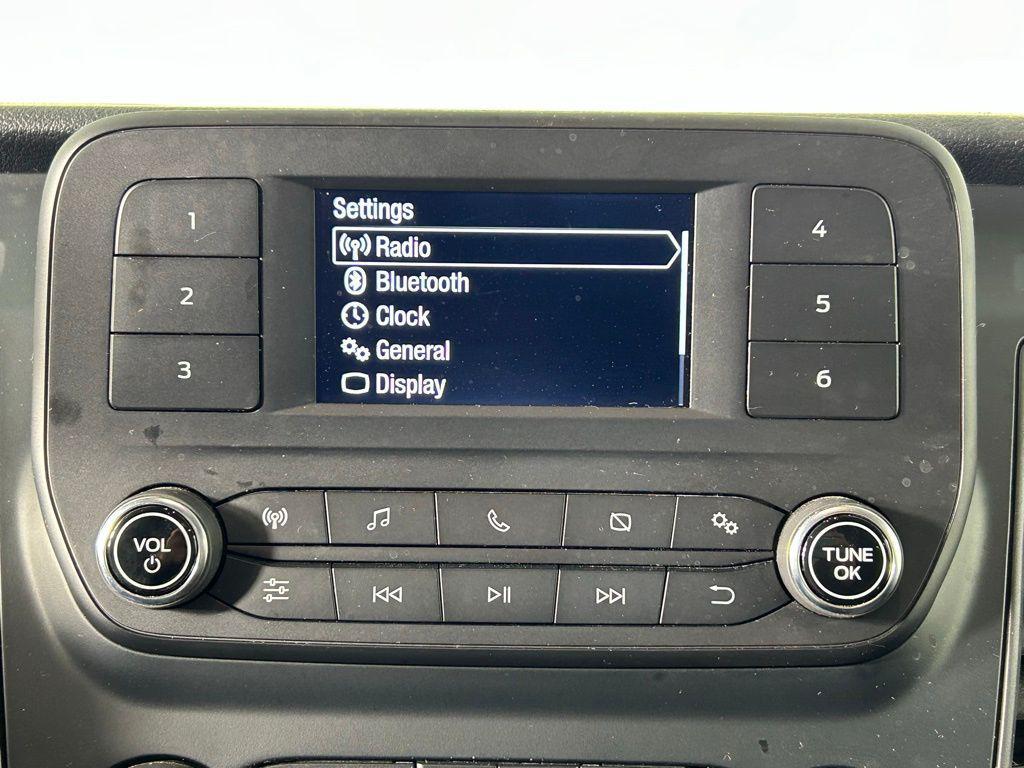 1
2
3
Settings
Radio
Bluetooth
Clock
General
Display
4
5
6
VOL
TUNE
OK